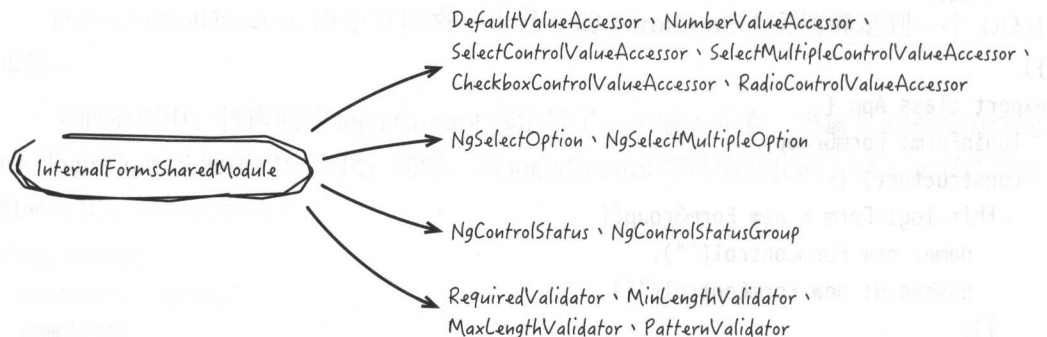 DefaultValueAccessor、NumberValueAccessor、
SelectControlValueAccessor、SelectMultipleControlValueAccessor、
CheckboxControlValueAccessor、RadioControlValueAccessor
InternalFormsSharedModule
NgSelectOption、NgSelectMultipleOption
NgControlStatus、NgControlStatusGroup
RequiredValidator、MinLengthValidator、
MaxLengthValidator、PatternValidator